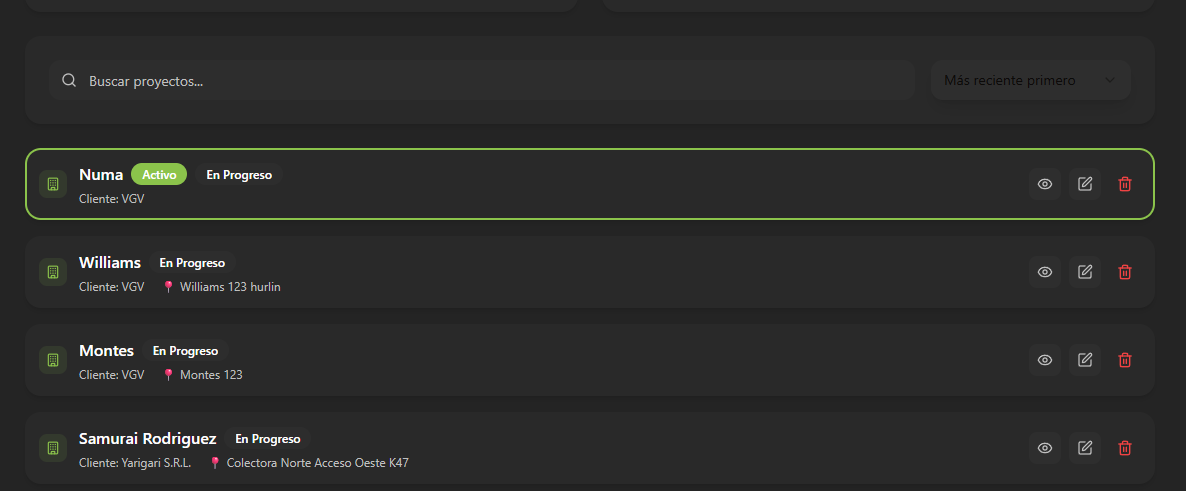 Buscar proyectos...
Más reciente primero
Numa Activo En Progreso
Cliente: VGV
Williams En Progreso
Cliente: VGV 📍 Williams 123 hurlin
Montes En Progreso
Cliente: VGV 📍 Montes 123
Samurai Rodriguez En Progreso
Cliente: Yarigari S.R.L. 📍 Colectora Norte Acceso Oeste K47